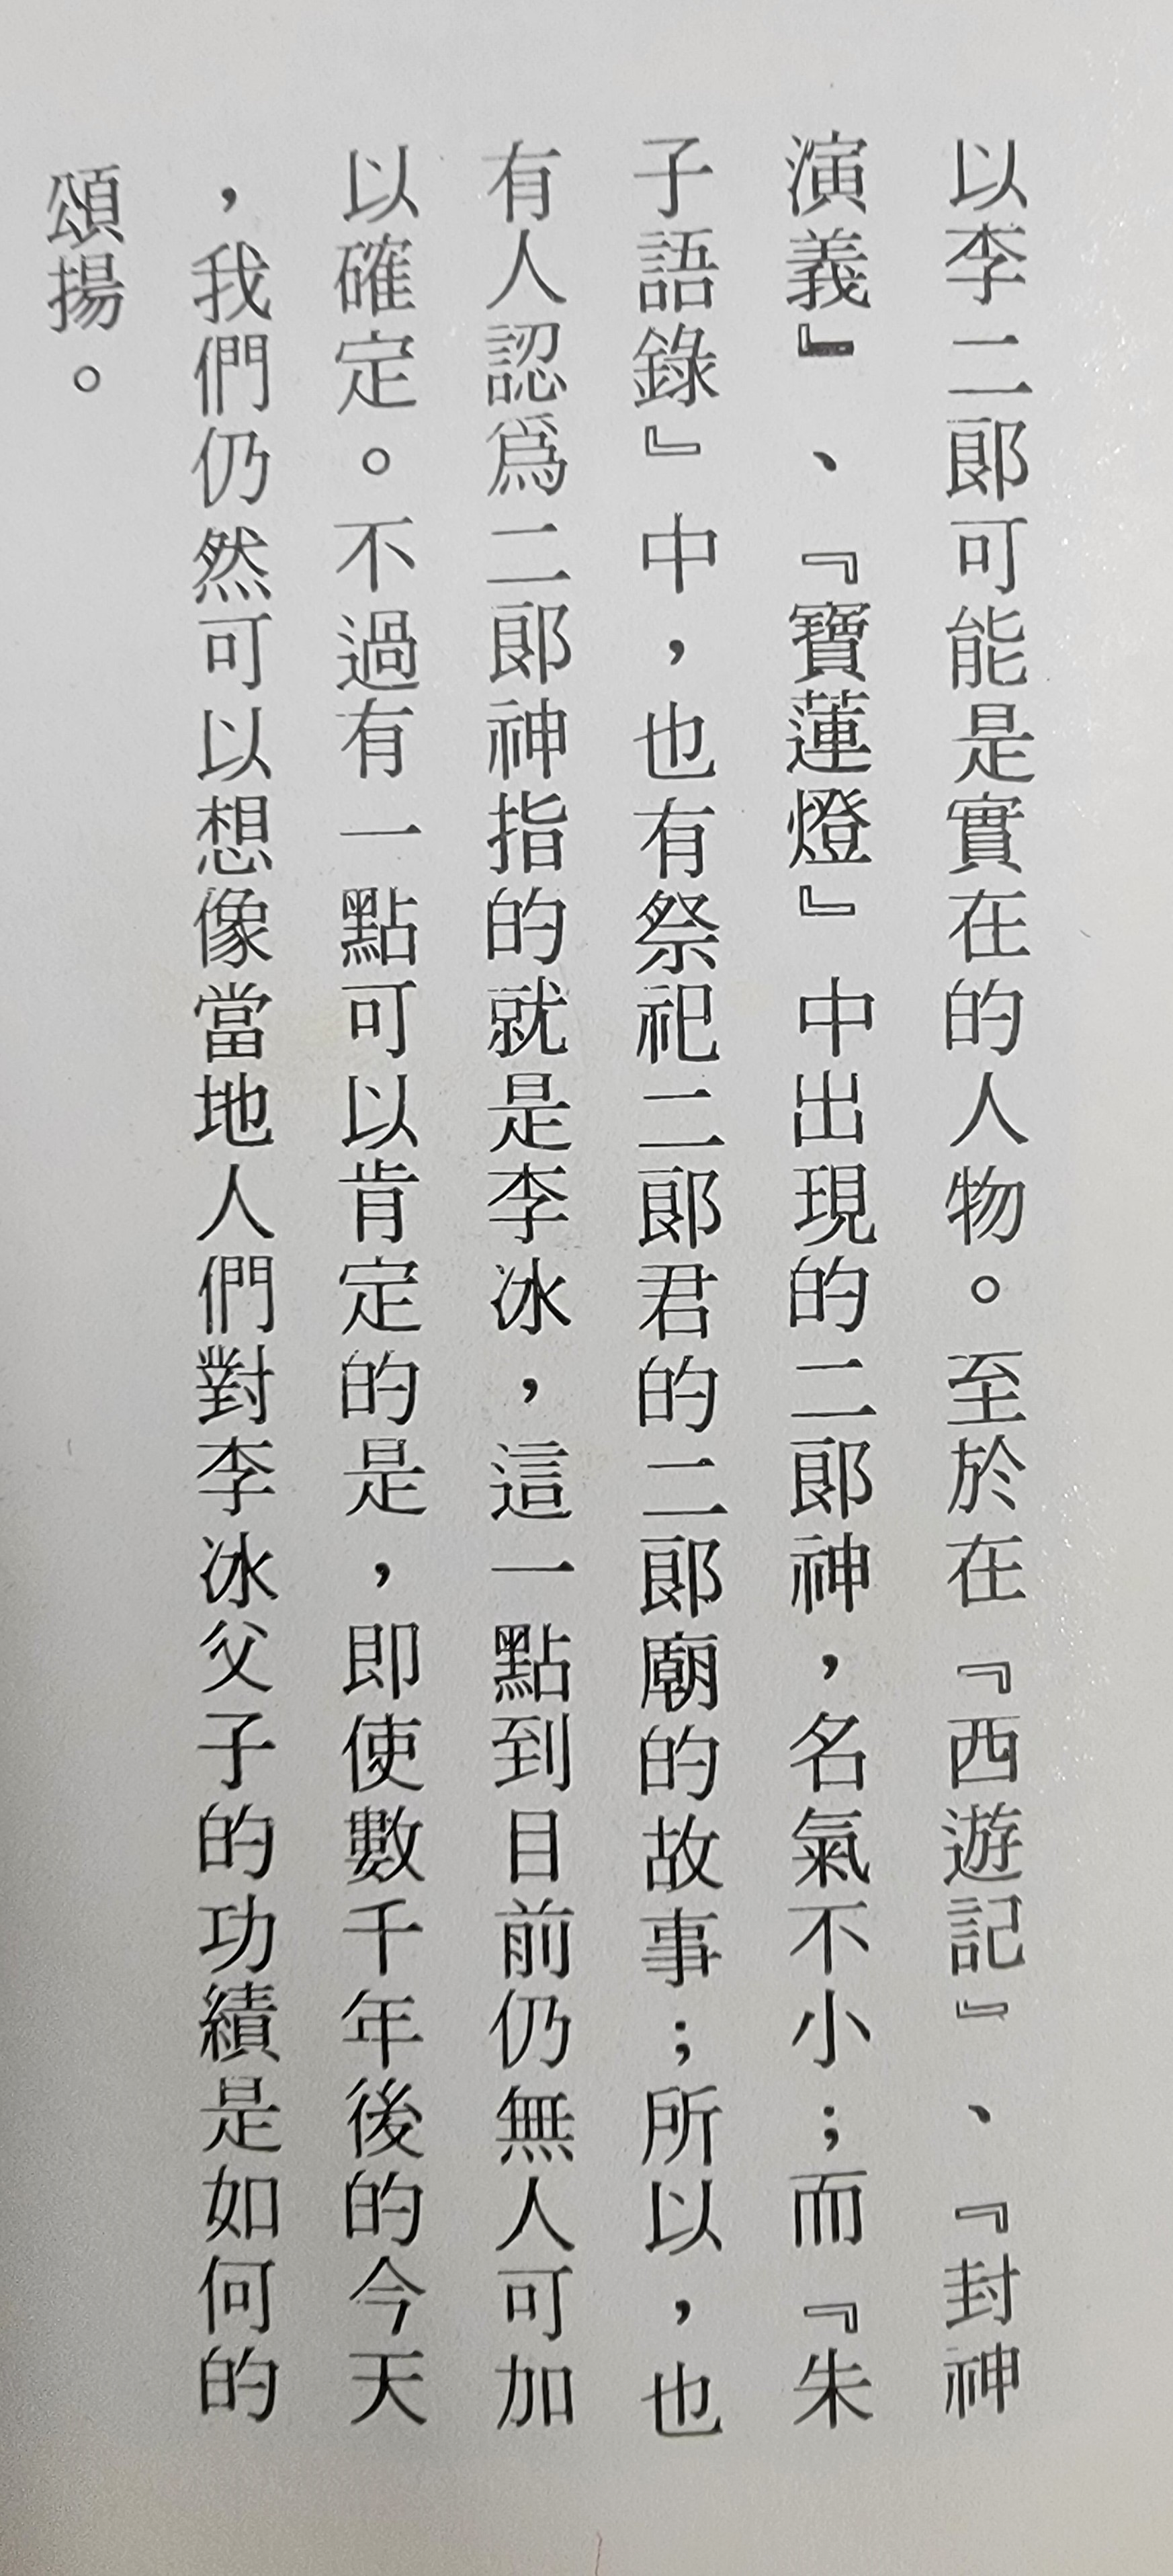 以李二郎可能是實在的人物。至於在『西遊記』、『封神
演義』、『寶蓮燈』中出現的二郎神，名氣不小；而『朱
子語錄』中，也有祭祀二郎君的二郎廟的故事；所以，也
有人認爲二郎神指的就是李冰，這一點到目前仍無人可加
以確定。不過有一點可以肯定的是，即使數千年後的今天
，我們仍然可以想像當地人們對李冰父子的功績是如何的
頌揚。